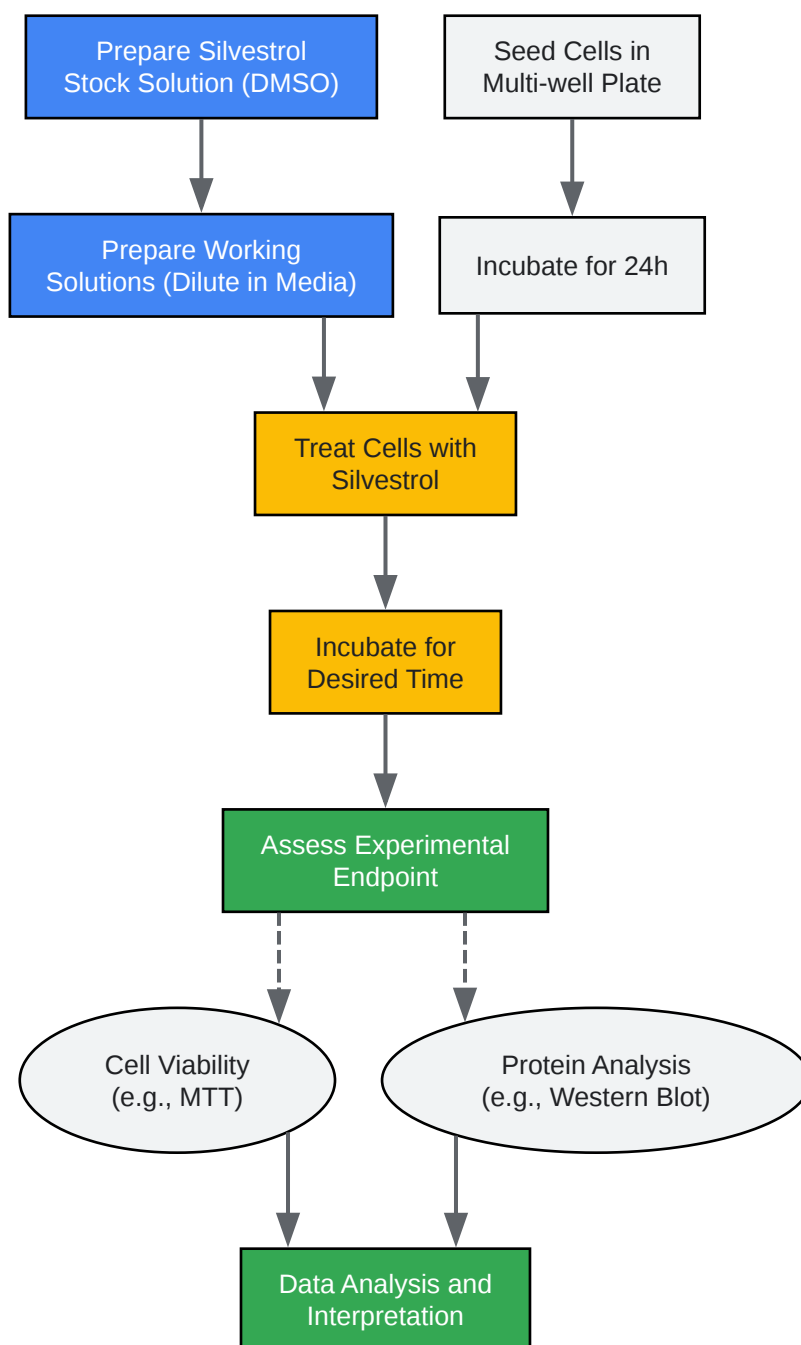 Prepare Silvestrol
Stock Solution (DMSO)
Seed Cells in
Multi-well Plate
Prepare Working
Solutions (Dilute in Media)
Incubate for 24h
Treat Cells with
Silvestrol
Incubate for
Desired Time
Assess Experimental
Endpoint
Cell Viability
(e.g., MTT)
Protein Analysis
(e.g., Western Blot)
Data Analysis and
Interpretation